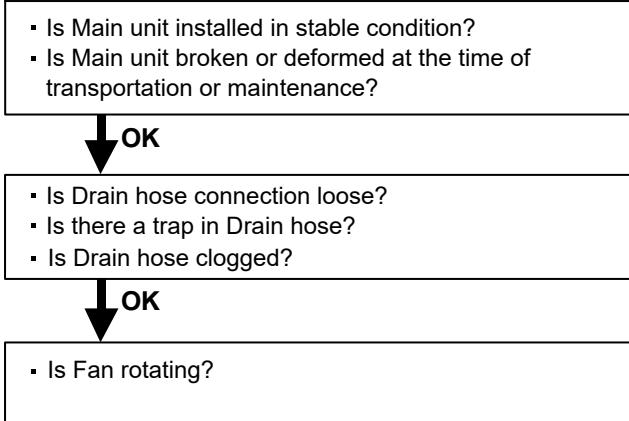 ▪ Is Main unit installed in stable condition?
▪ Is Main unit broken or deformed at the time of
transportation or maintenance?
OK
▪ Is Drain hose connection loose?
▪ Is there a trap in Drain hose?
▪ Is Drain hose clogged?
OK
▪ Is Fan rotating?